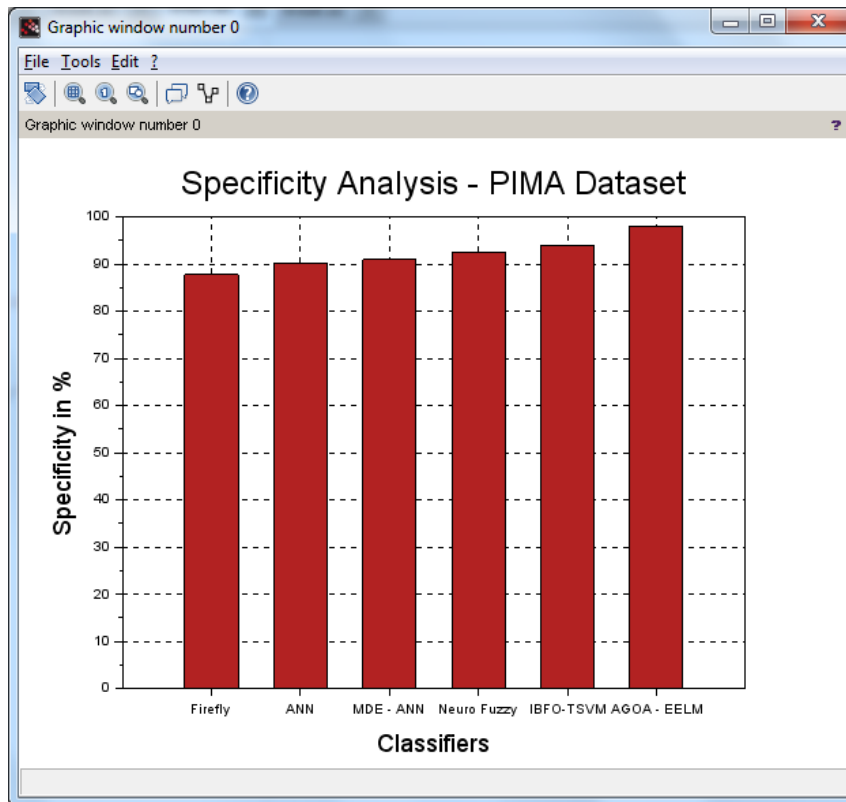 Graphic window number 0
File Tools Edit ?
Graphic window number 0 ?
Specificity Analysis - PIMA Dataset
100
90
80
70
60
50
40
30
20
10
0
Specificity in %
Firefly ANN MDE - ANN Neuro Fuzzy IBFO-TSVM AGOA - EELM
Classifiers